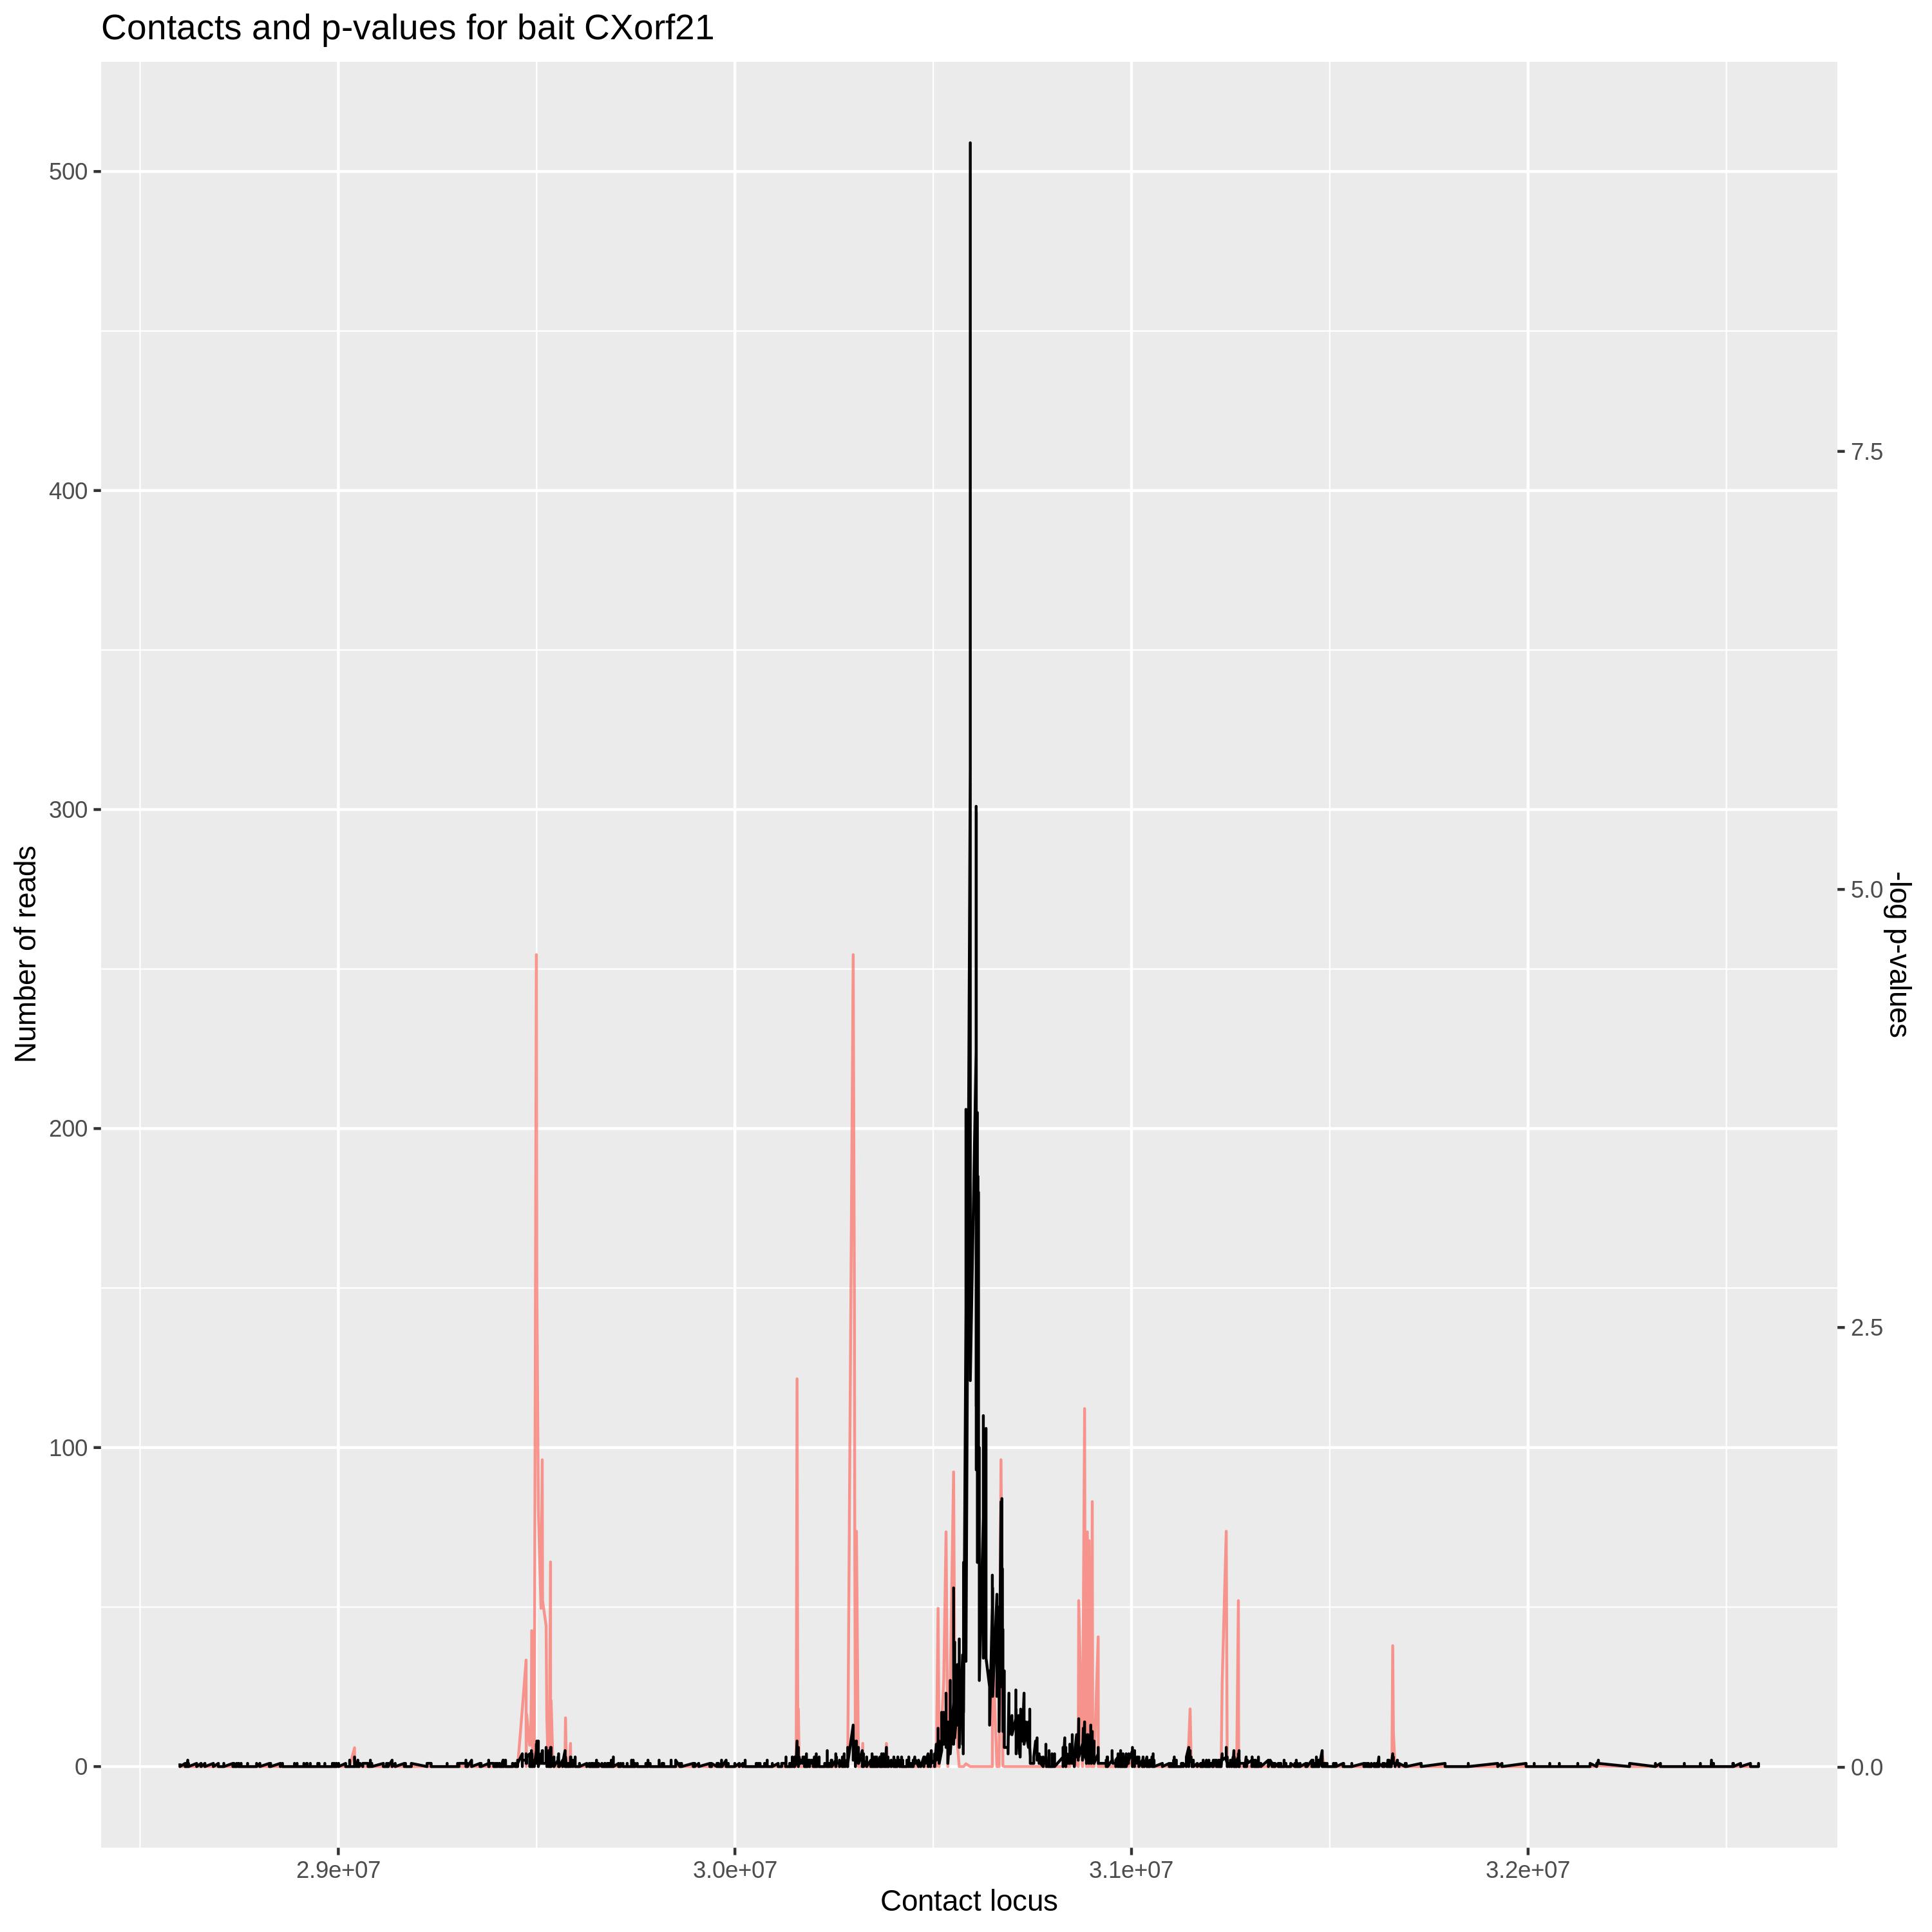 Contacts and p-values for bait CXorf21
500
400
300
200
100
0
Number of reads
7.5
5.0
2.5
0.0
-log p-values
2.9e+07
3.0e+07
3.1e+07
3.2e+07
Contact locus